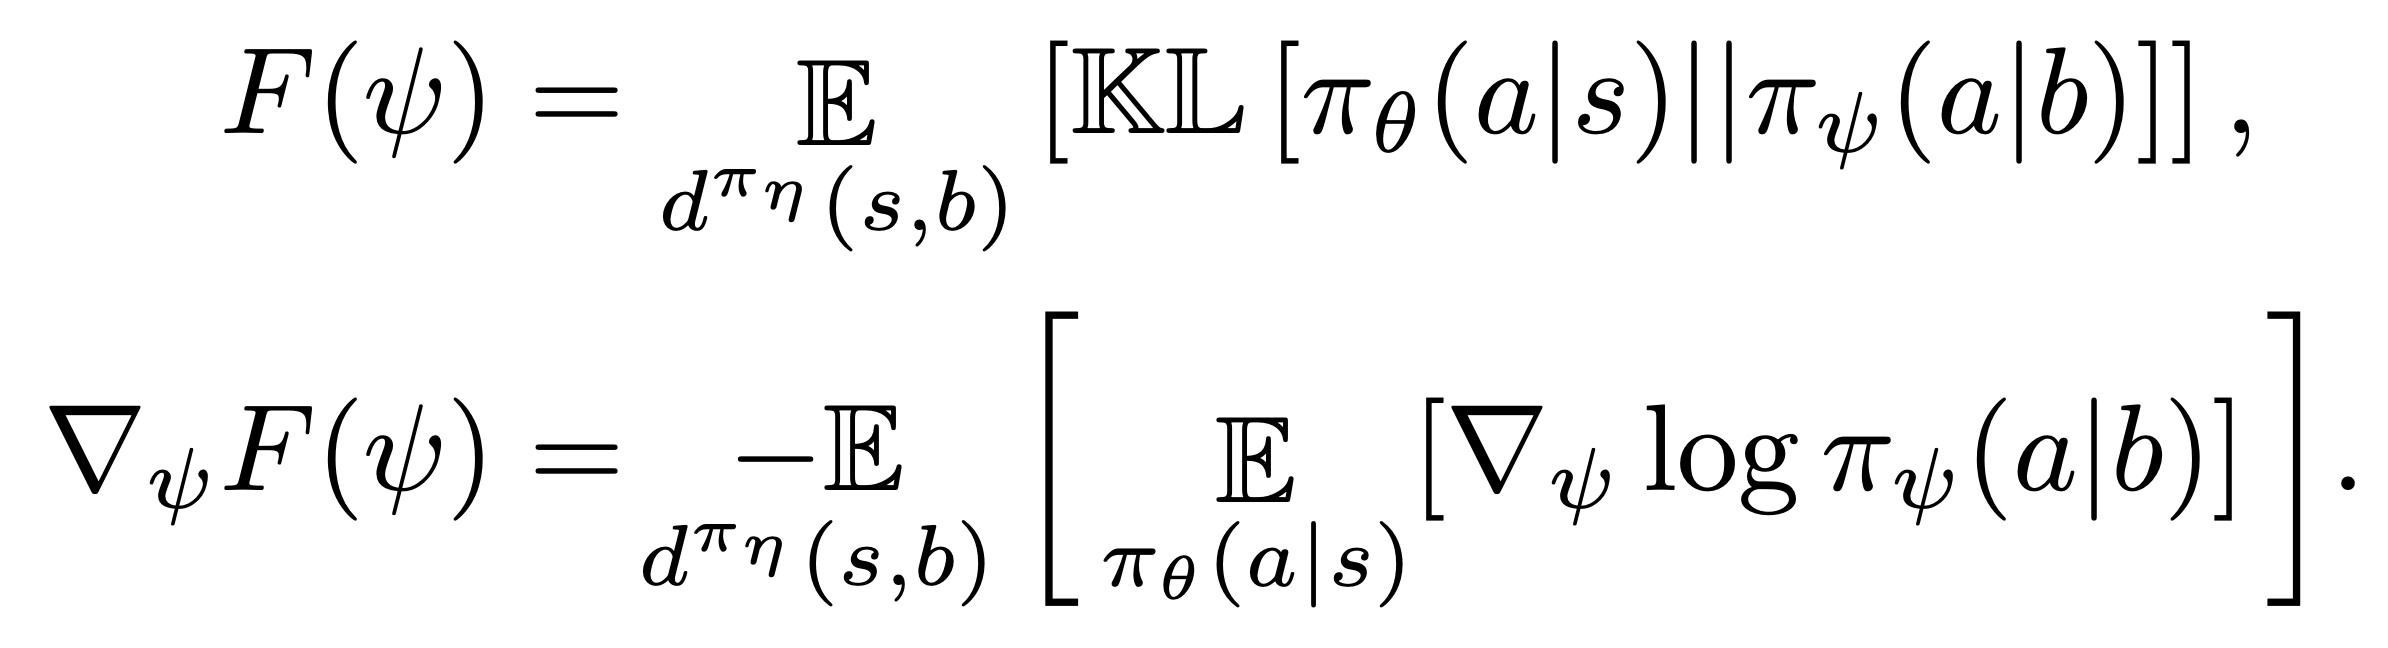 F(ψ) = 𝔼_{d^{π_η}(s,b)} [𝕂𝕃 [π_θ(a|s)||π_ψ(a|b)]] ,
∇_ψ F(ψ) = −𝔼_{d^{π_η}(s,b)} [ 𝔼_{π_θ(a|s)} [∇_ψ log π_ψ(a|b)] ] .